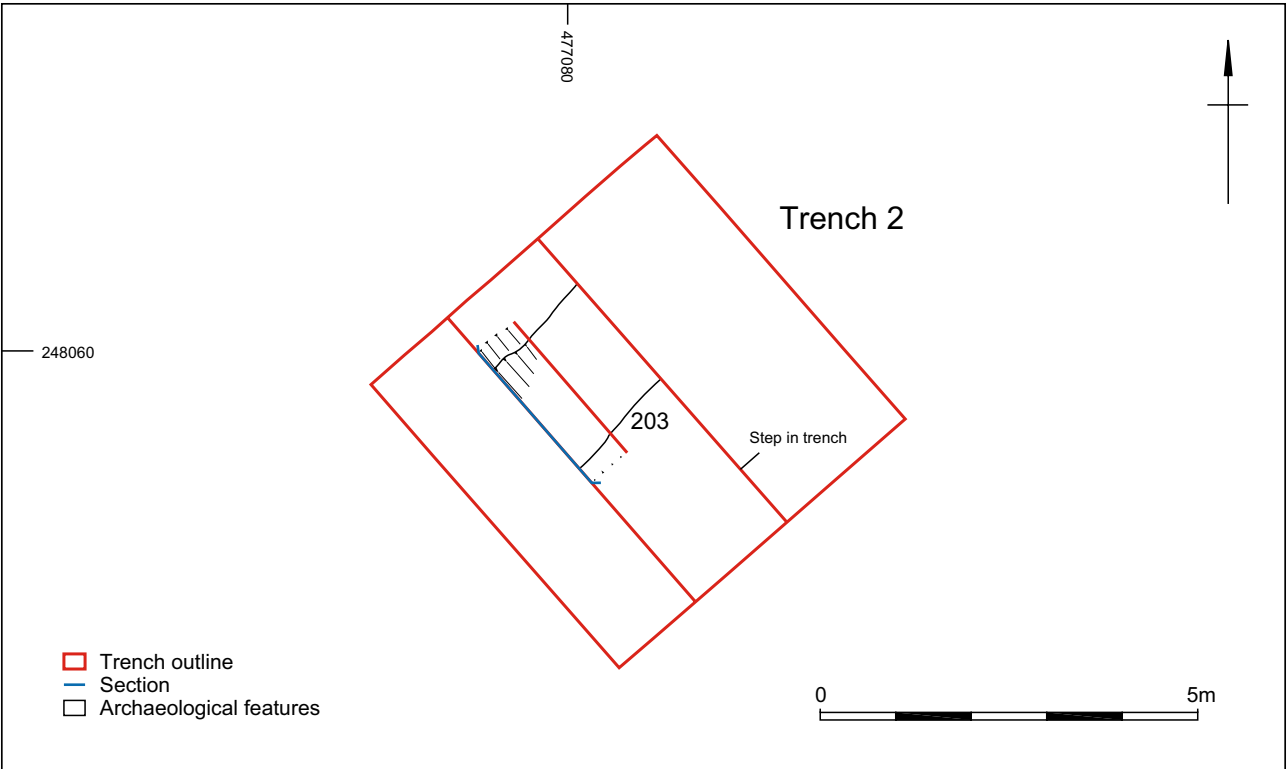 477080
Trench 2
248060
203
Step in trench
Trench outline
Section
Archaeological features
0 5m